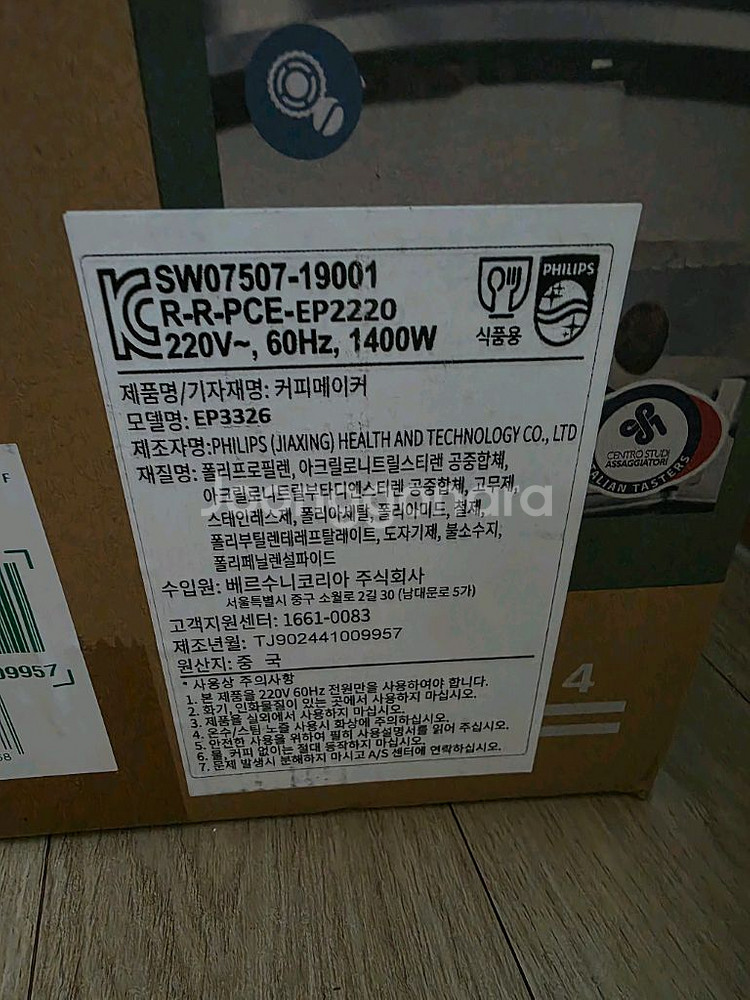 SW07507-19001
R-R-PCE-EP2220
220V~, 60Hz, 1400W
식품용
PHILIPS
제품명/기자재명: 커피메이커
모델명: EP3326
제조자명:PHILIPS (JIAXING) HEALTH AND TECHNOLOGY CO., LTD
재질명: 폴리프로필렌, 아크릴로니트릴스티렌 공중합체,
아크릴로니트릴부타디엔스티렌 공중합체, 고무제,
스테인레스제, 폴리아세탈, 폴리아미드, 철제,
폴리부틸렌테레프탈레이트, 도자기제, 불소수지,
폴리페닐렌설파이드
수입원: 베르수니코리아 주식회사
서울특별시 중구 소월로 2길 30 (남대문로 5가)
고객지원센터: 1661-0083
제조년월: TJ902441009957
원산지: 중 국
* 사용상 주의사항
1. 본 제품을 220V 60Hz 전원만을 사용하여야 합니다.
2. 화기, 인화물질이 있는 곳에서 사용하지 마십시오.
3. 제품을 실외에서 사용하지 마십시오.
4. 온수/스팀 노즐 사용시 화상에 주의하십시오.
5. 안전한 사용을 위하여 필히 사용설명서를 읽어 주십시오.
6. 물, 커피 없이는 절대 동작하지 마십시오.
7. 문제 발생시 분해하지 마시고 A/S 센터에 연락하십시오.
CENTRO STUDI
ASSAGGIATORI
ITALIAN TASTERS
Joonggonara
F
09957
4